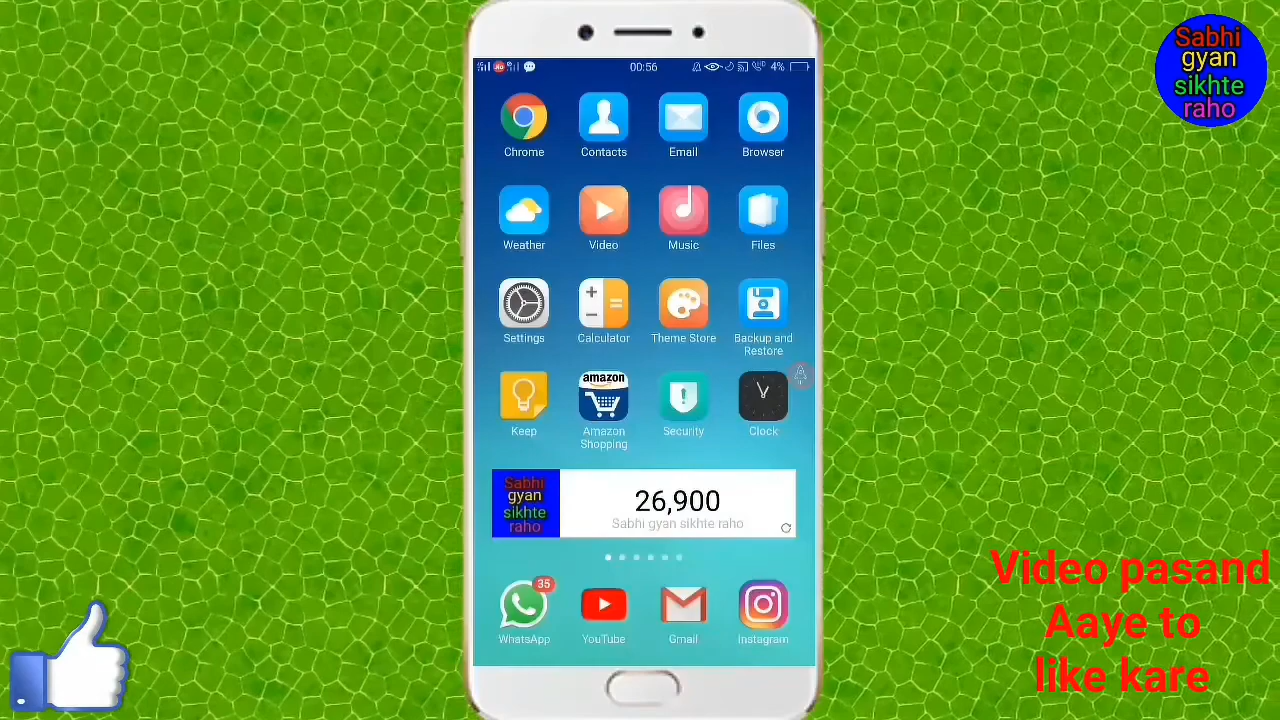 Sabhi
gyan
sikhte
raho
00:56
4%
Chrome
Contacts
Email
Browser
Weather
Video
Music
Files
Settings
Calculator
Theme Store
Backup and
Restore
amazon
Keep
Amazon
Shopping
Security
Clock
Sabhi
gyan
sikhte
raho
26,900
Sabhi gyan sikhte raho
35
WhatsApp
YouTube
Gmail
Instagram
Video pasand
Aaye to
like kare